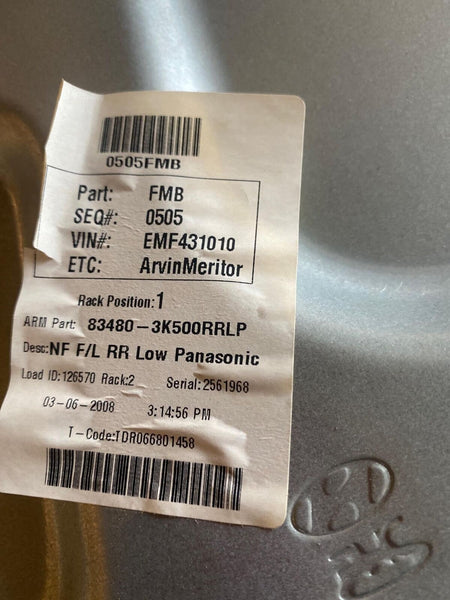 0505FMB
Part: FMB
SEQ#: 0505
VIN#: EMF431010
ETC: ArvinMeritor
Rack Position: 1
ARM Part: 83480-3K500RRLP
Desc: NF F/L RR Low Panasonic
Load ID: 126570 Rack: 2 Serial: 2561968
03-06-2008 3:14:56 PM
T-Code: TDR066801458
SVC